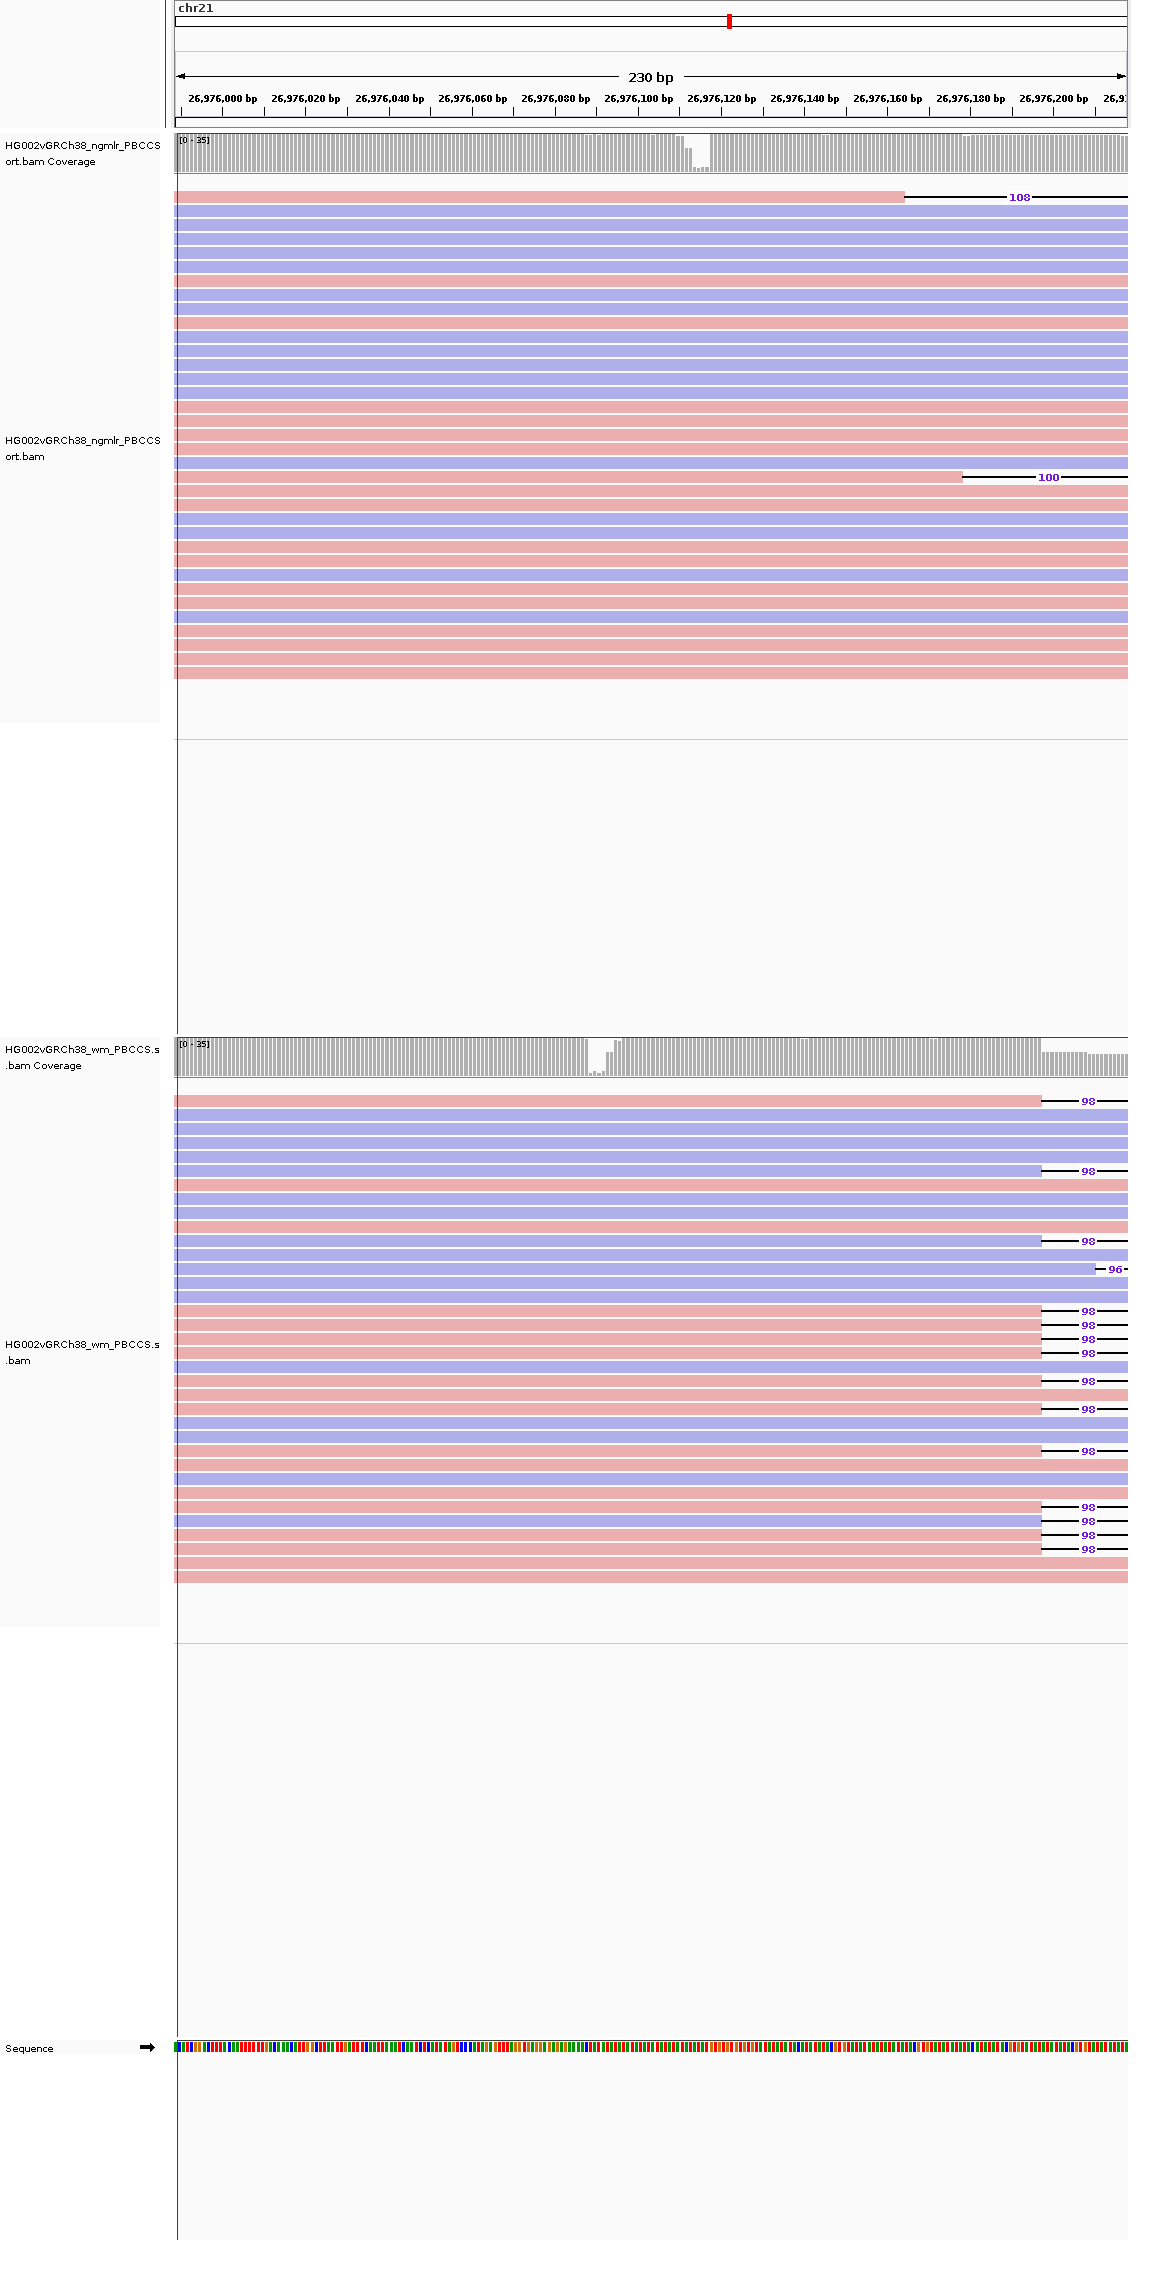 chr21
230 bp
26,976,000 bp 26,976,020 bp 26,976,040 bp 26,976,060 bp 26,976,080 bp 26,976,100 bp 26,976,120 bp 26,976,140 bp 26,976,160 bp 26,976,180 bp 26,976,200 bp 26,9
HG002vGRCh38_ngmlr_PBCCS
ort.bam Coverage
[0 - 35]
108
HG002vGRCh38_ngmlr_PBCCS
ort.bam
100
HG002vGRCh38_wm_PBCCS.s
.bam Coverage
[0 - 35]
98
98
98
96
98
98
98
HG002vGRCh38_wm_PBCCS.s
.bam
98
98
98
98
98
98
98
98
Sequence